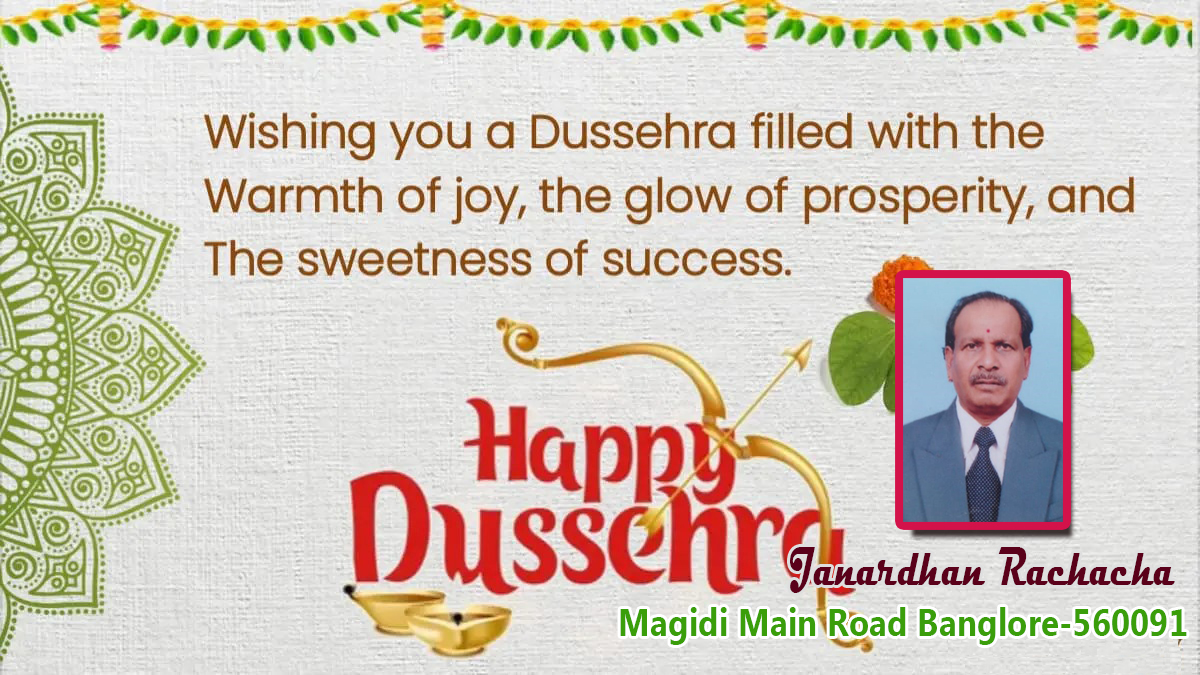 Wishing you a Dussehra filled with the
Warmth of joy, the glow of prosperity, and
The sweetness of success.
Happy
Dussehra
Janardhan Rachacha
Magidi Main Road Banglore-560091